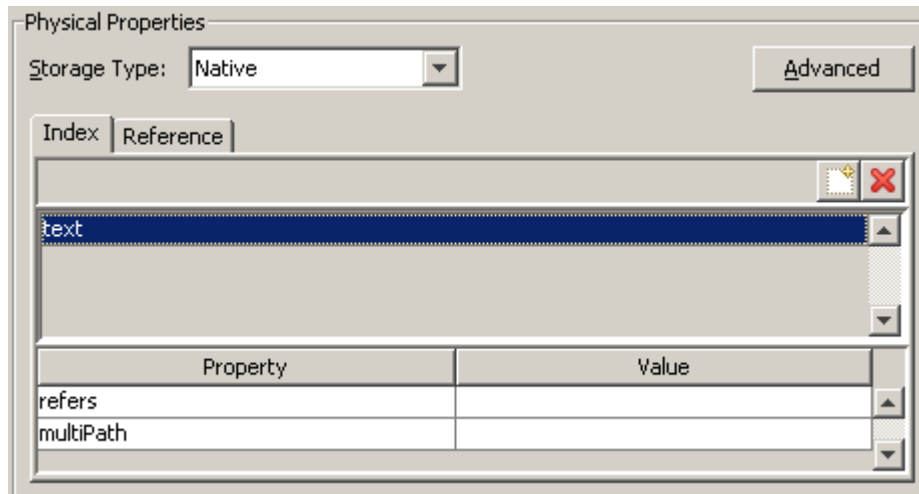 Physical Properties
Storage Type: Native Advanced
Index Reference
text
Property Value
refers
multiPath